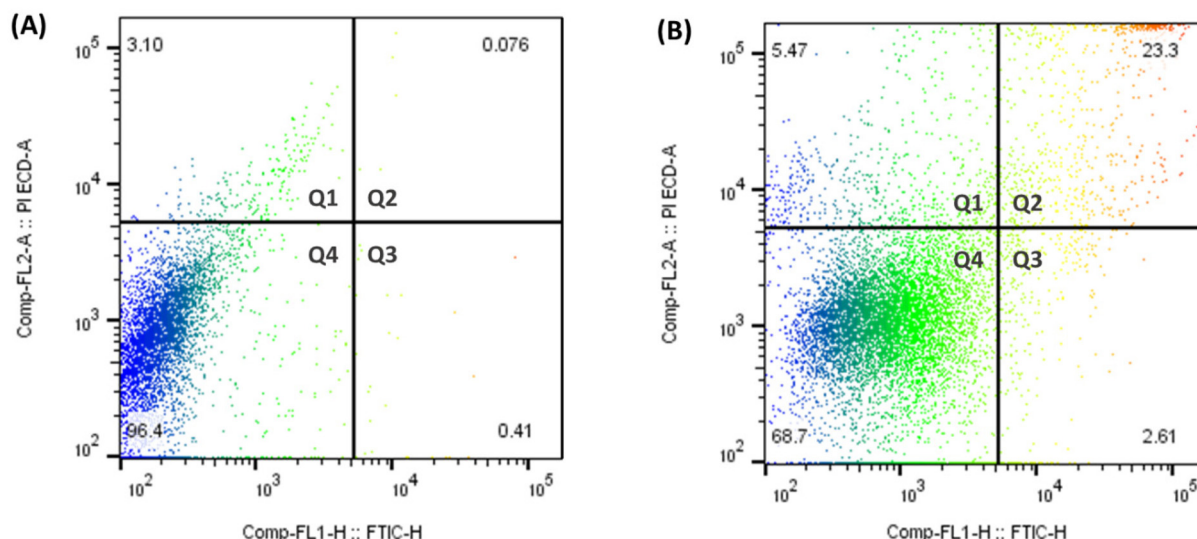 (A)
10^5
10^4
10^3
10^2
Comp-FL2-A :: PI ECD-A
3.10
0.076
Q1 Q2
Q4 Q3
96.4
0.41
10^2 10^3 10^4 10^5
Comp-FL1-H :: FTIC-H
(B)
10^5
10^4
10^3
10^2
Comp-FL2-A :: PI ECD-A
5.47
23.3
Q1 Q2
Q4 Q3
68.7
2.61
10^2 10^3 10^4 10^5
Comp-FL1-H :: FTIC-H